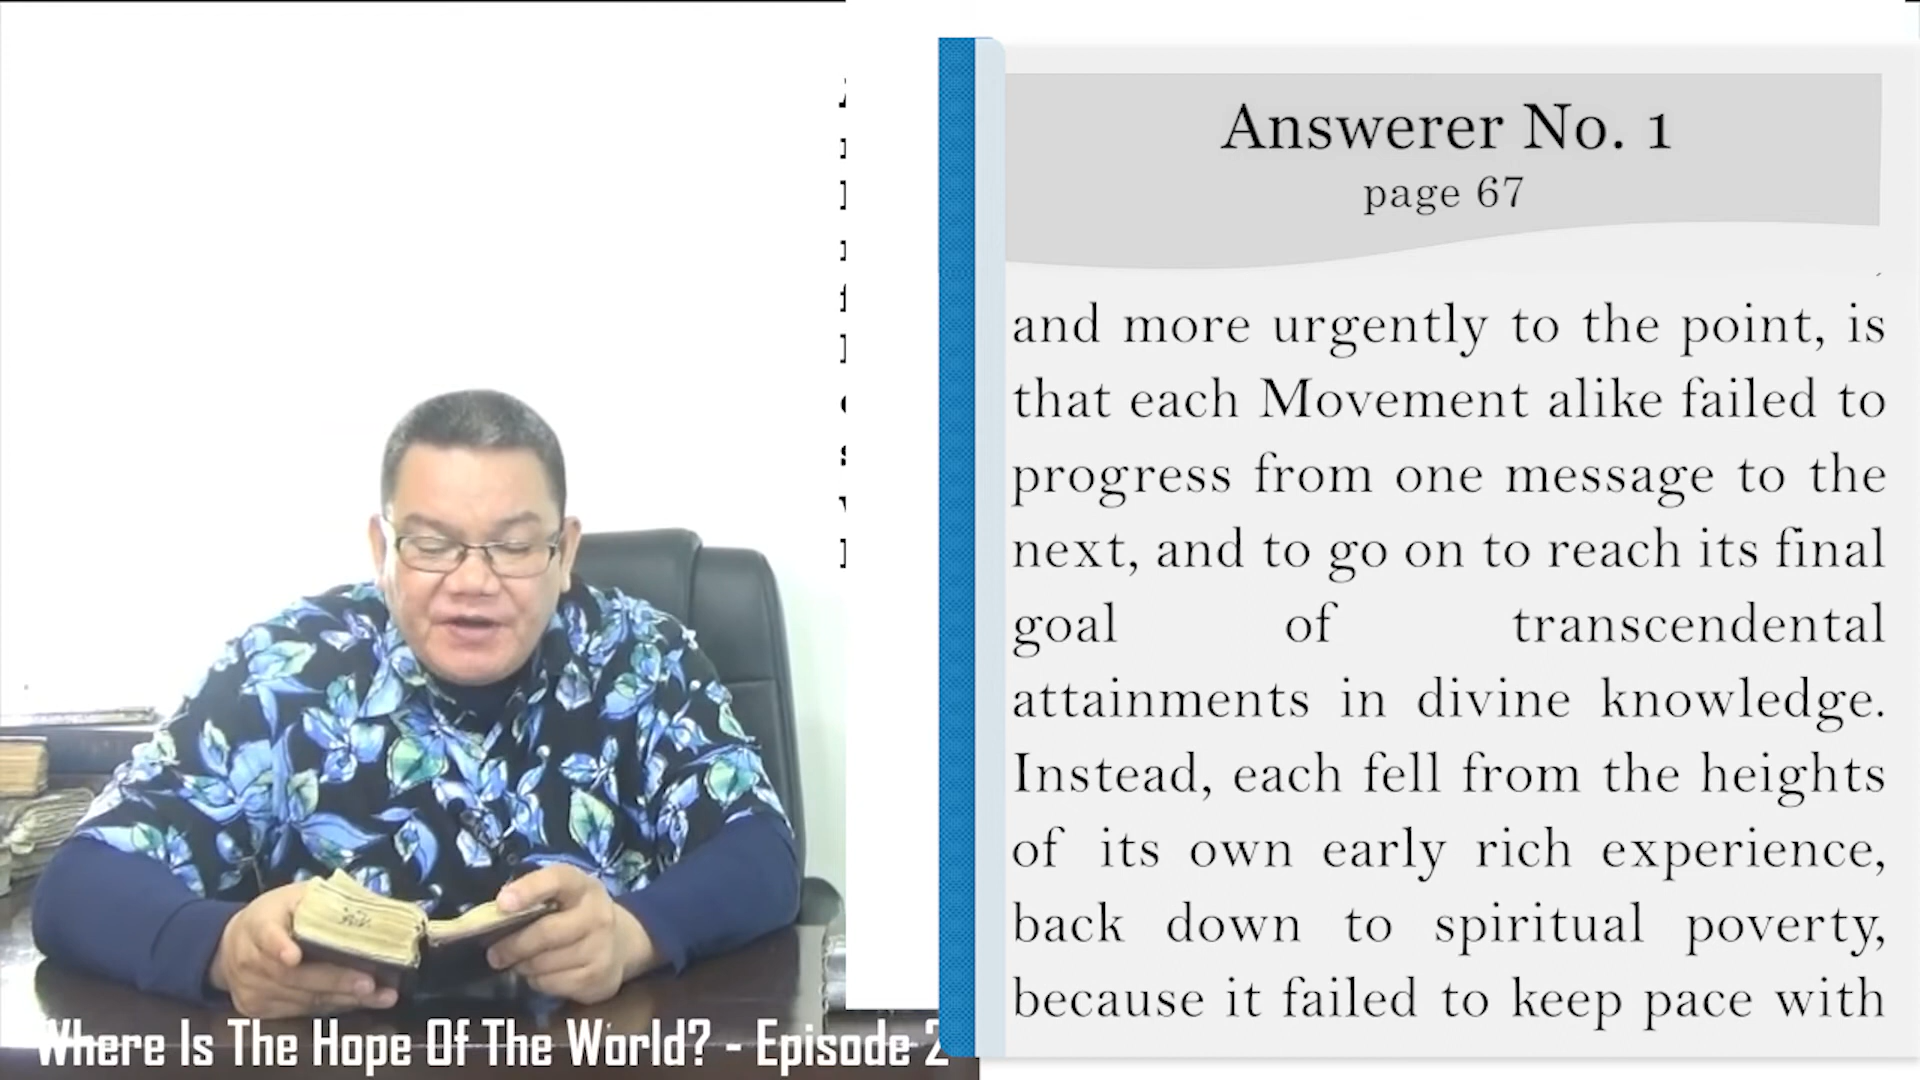 Answerer No. 1
page 67
and more urgently to the point, is
that each Movement alike failed to
progress from one message to the
next, and to go on to reach its final
goal of transcendental
attainments in divine knowledge.
Instead, each fell from the heights
of its own early rich experience,
back down to spiritual poverty,
because it failed to keep pace with
Where Is The Hope Of The World? - Episode 2